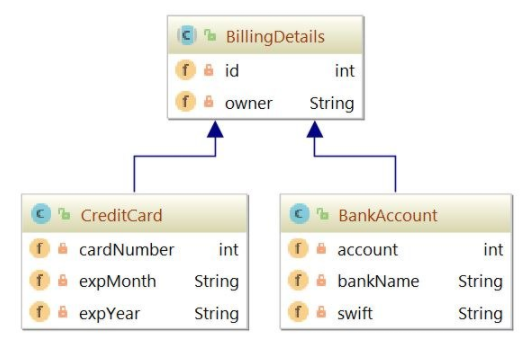 BillingDetails
id int
owner String
CreditCard
cardNumber int
expMonth String
expYear String
BankAccount
account int
bankName String
swift String